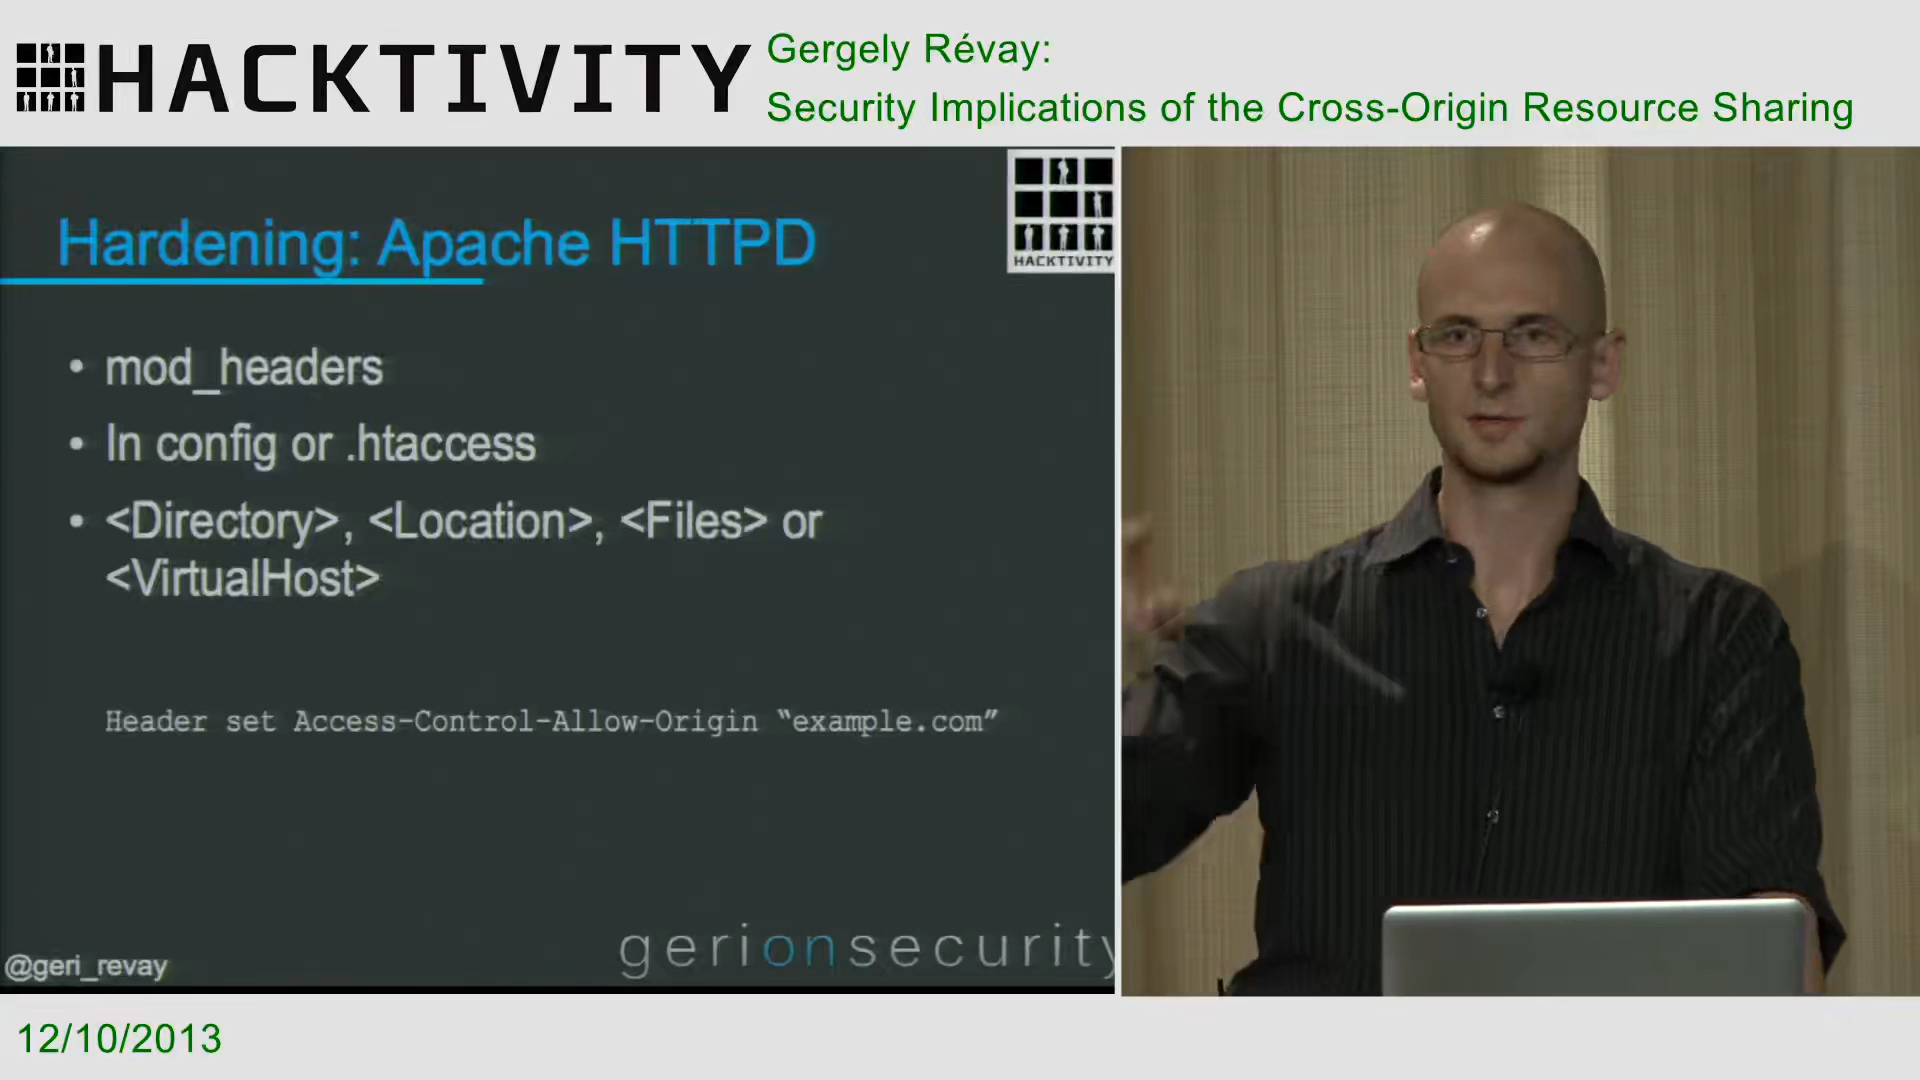 HACKTIVITY
Gergely Révay:
Security Implications of the Cross-Origin Resource Sharing
HACKTIVITY
Hardening: Apache HTTPD
• mod_headers
• In config or .htaccess
• <Directory>, <Location>, <Files> or
<VirtualHost>
Header set Access-Control-Allow-Origin “example.com”
@geri_revay
gerionsecurity
12/10/2013